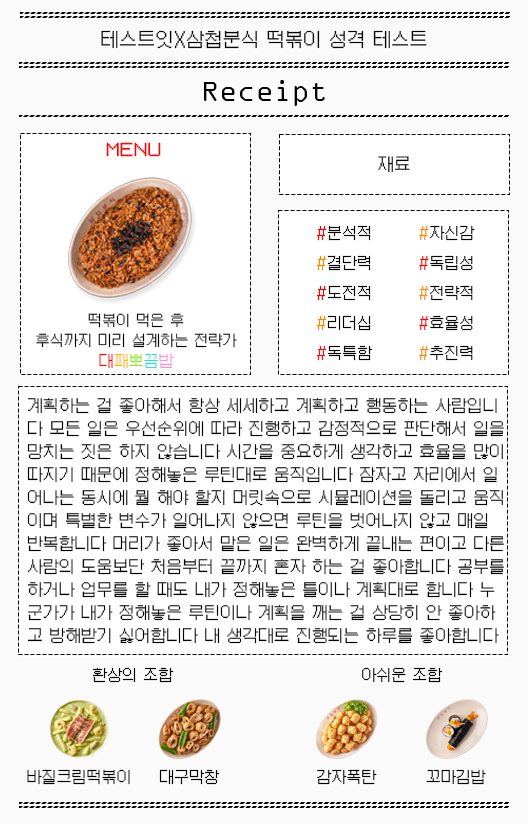 테스트잇X삼첩분식 떡볶이 성격 테스트
Receipt
MENU
떡볶이 먹은 후
후식까지 미리 설계하는 전략가
대패뽀끔밥
재료
#분석적 #자신감
#결단력 #독립성
#도전적 #전략적
#리더십 #효율성
#독특함 #추진력
계획하는 걸 좋아해서 항상 세세하고 계획하고 행동하는 사람입니
다 모든 일은 우선순위에 따라 진행하고 감정적으로 판단해서 일을
망치는 짓은 하지 않습니다 시간을 중요하게 생각하고 효율을 많이
따지기 때문에 정해놓은 루틴대로 움직입니다 잠자고 자리에서 일
어나는 동시에 뭘 해야 할지 머릿속으로 시뮬레이션을 돌리고 움직
이며 특별한 변수가 일어나지 않으면 루틴을 벗어나지 않고 매일
반복합니다 머리가 좋아서 맡은 일은 완벽하게 끝내는 편이고 다른
사람의 도움보단 처음부터 끝까지 혼자 하는 걸 좋아합니다 공부를
하거나 업무를 할 때도 내가 정해놓은 틀이나 계획대로 합니다 누
군가가 내가 정해놓은 루틴이나 계획을 깨는 걸 상당히 안 좋아하
고 방해받기 싫어합니다 내 생각대로 진행되는 하루를 좋아합니다
환상의 조합
아쉬운 조합
바질크림떡볶이 대구막창
감자폭탄 꼬마김밥